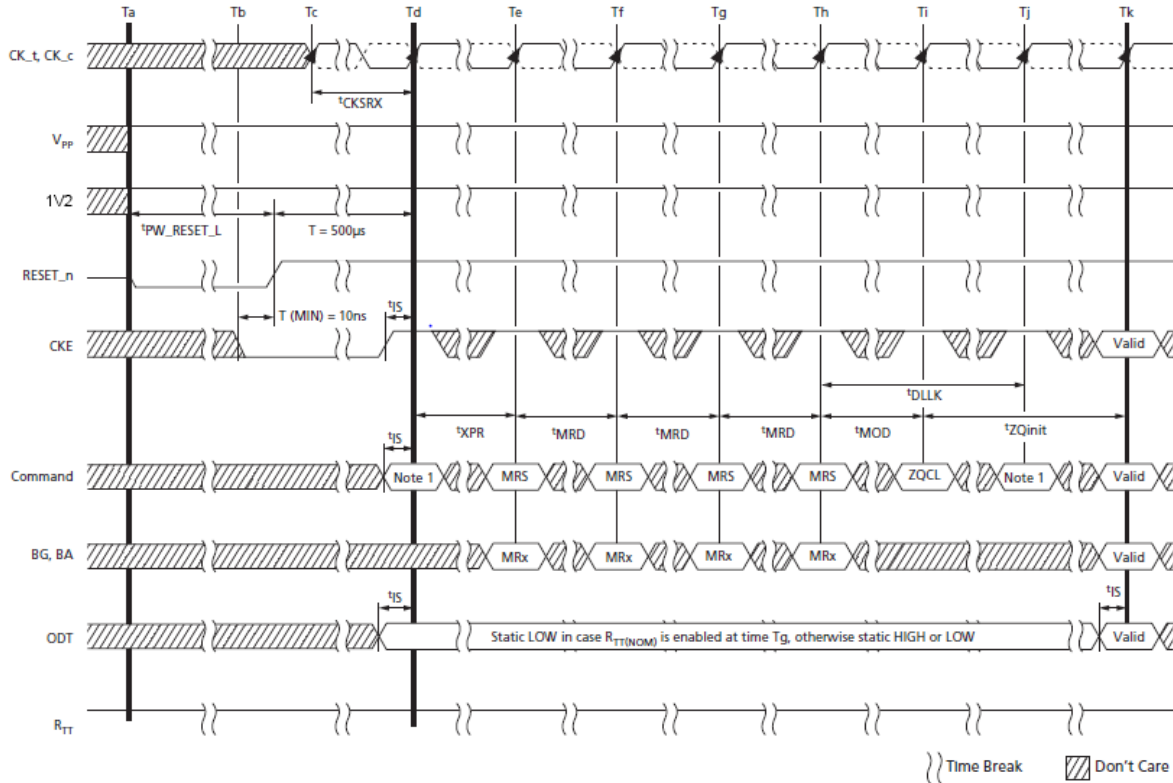 Ta Tb Tc Td Te Tf Tg Th Ti Tj Tk
CK_t, CK_c
tCKSRX
VPP
1V2
tPW_RESET_L T = 500µs
RESET_n
T (MIN) = 10ns tIS
CKE Valid
tDLLK
tXPR tMRD tMRD tMRD tMOD tZQinit
tIS
Command Note 1 MRS MRS MRS MRS ZQCL Note 1 Valid
BG, BA MRx MRx MRx MRx Valid
tIS tIS
ODT Static LOW in case RTT(NOM) is enabled at time Tg, otherwise static HIGH or LOW Valid
RTT
Time Break Don't Care